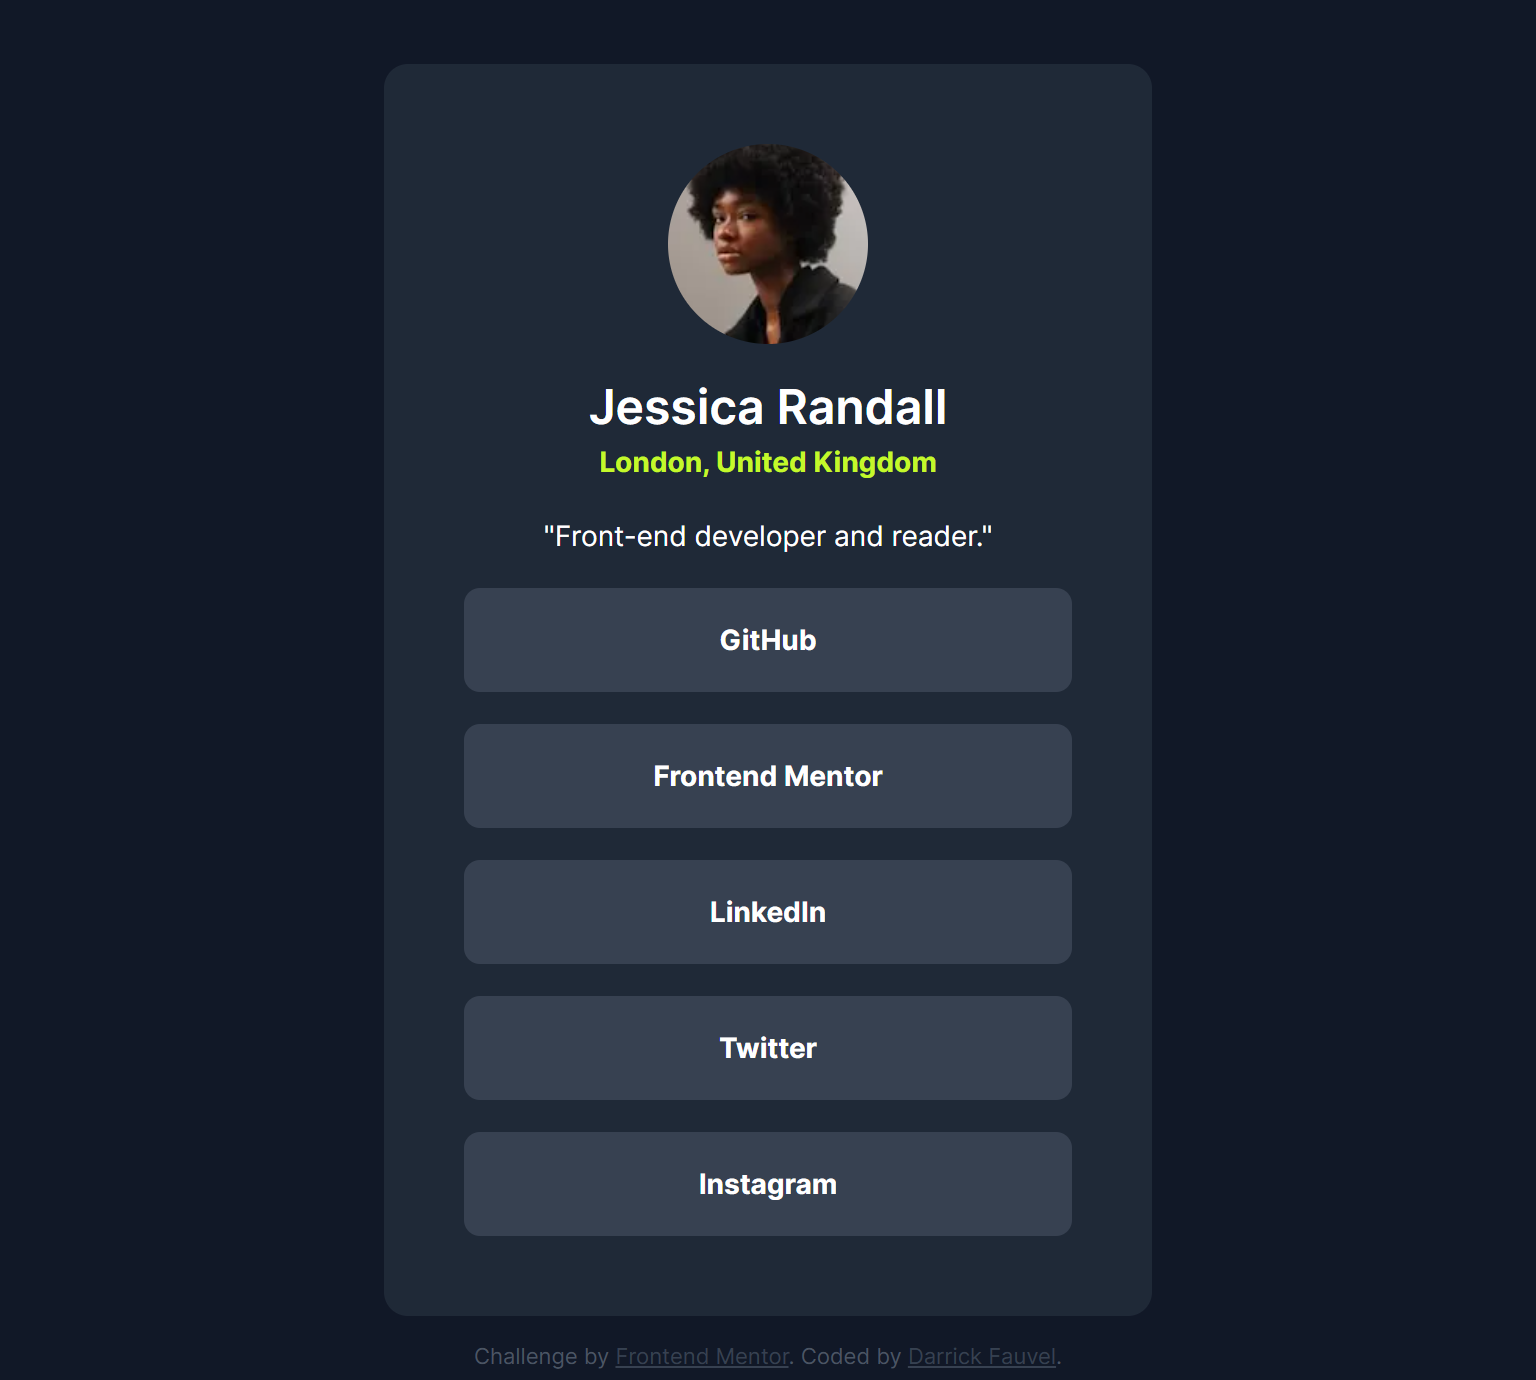 Jessica Randall
London, United Kingdom
"Front-end developer and reader."
GitHub
Frontend Mentor
LinkedIn
Twitter
Instagram
Challenge by Frontend Mentor. Coded by Darrick Fauvel.